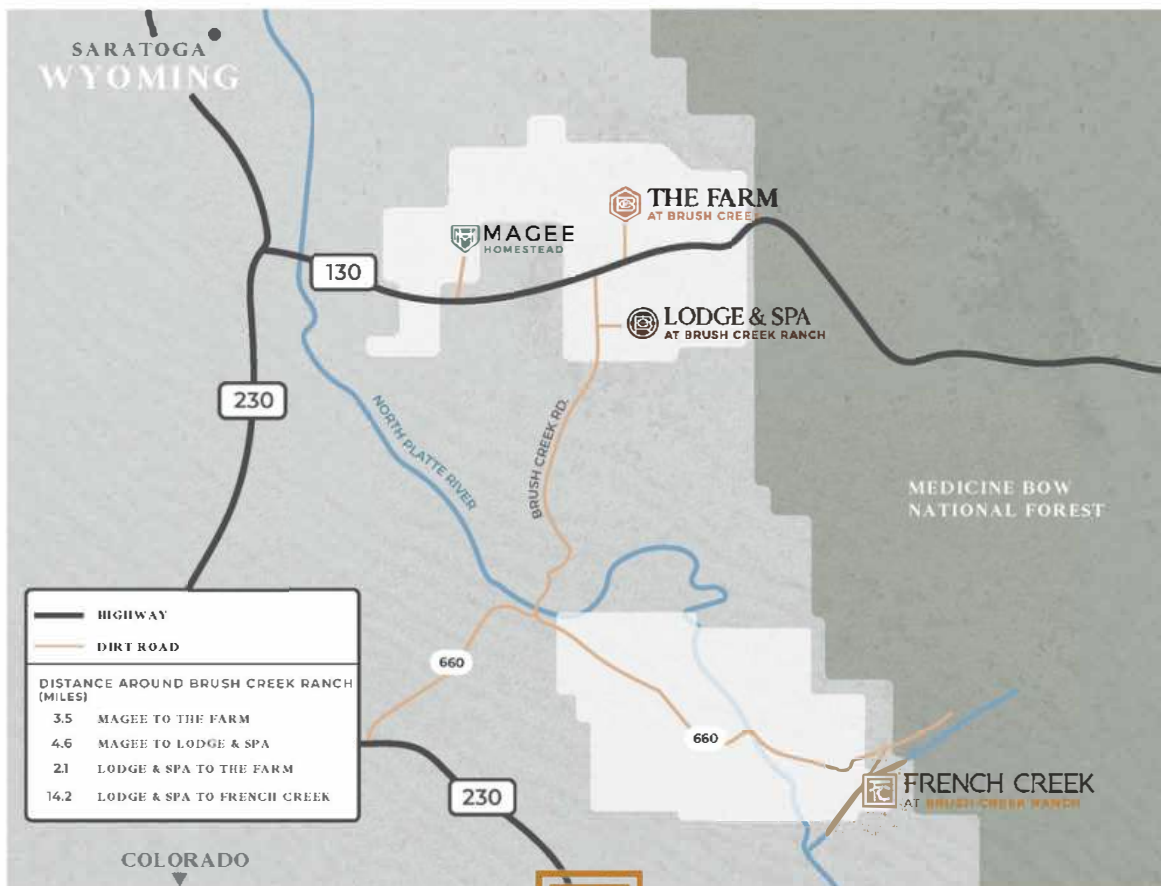 SARATOGA
WYOMING
THE FARM
AT BRUSH CREEK
MAGEE
HOMESTEAD
130
LODGE & SPA
AT BRUSH CREEK RANCH
230
NORTH PLATTE RIVER
BRUSH CREEK RD.
MEDICINE BOW
NATIONAL FOREST
HIGHWAY
DIRT ROAD
660
DISTANCE AROUND BRUSH CREEK RANCH
(MILES)
3.5 MAGEE TO THE FARM
4.6 MAGEE TO LODGE & SPA
2.1 LODGE & SPA TO THE FARM
14.2 LODGE & SPA TO FRENCH CREEK
660
230
FC
FRENCH CREEK
AT BRUSH CREEK RANCH
COLORADO